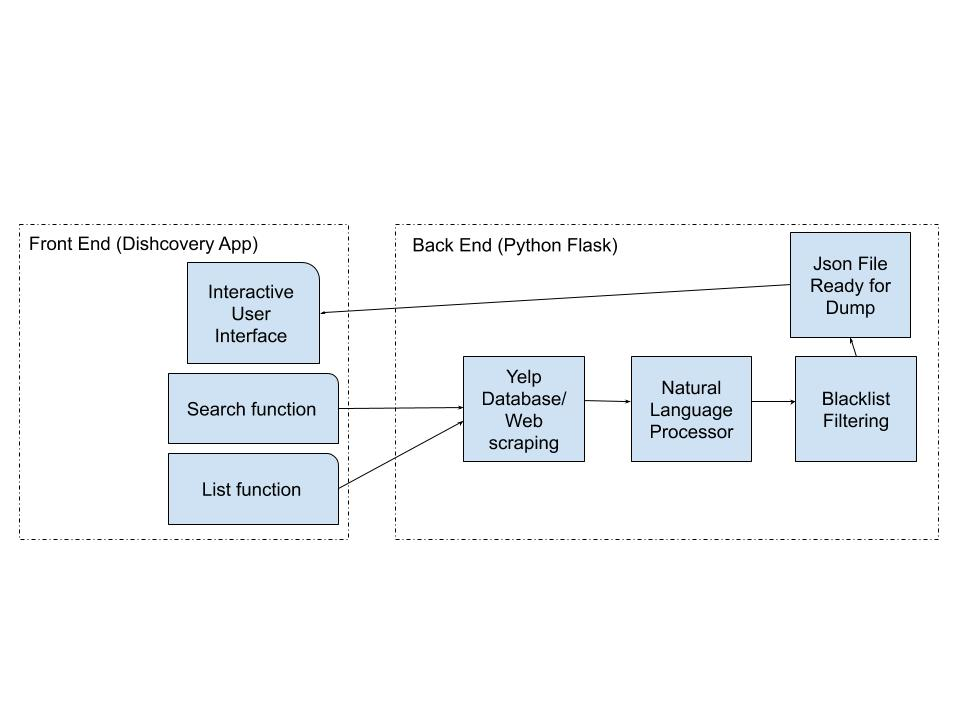 Front End (Dishcovery App)
Interactive
User
Interface
Search function
List function
Back End (Python Flask)
Json File
Ready for
Dump
Yelp
Database/
Web
scraping
Natural
Language
Processor
Blacklist
Filtering